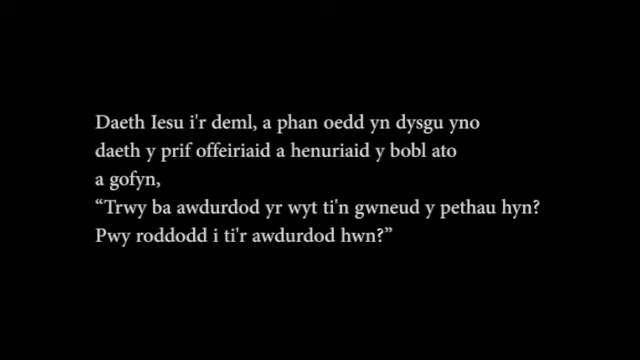 Daeth Iesu i'r deml, a phan oedd yn dysgu yno
daeth y prif offeiriaid a henuriaid y bobl ato
a gofyn,
“Trwy ba awdurdod yr wyt ti'n gwneud y pethau hyn?
Pwy roddodd i ti'r awdurdod hwn?”